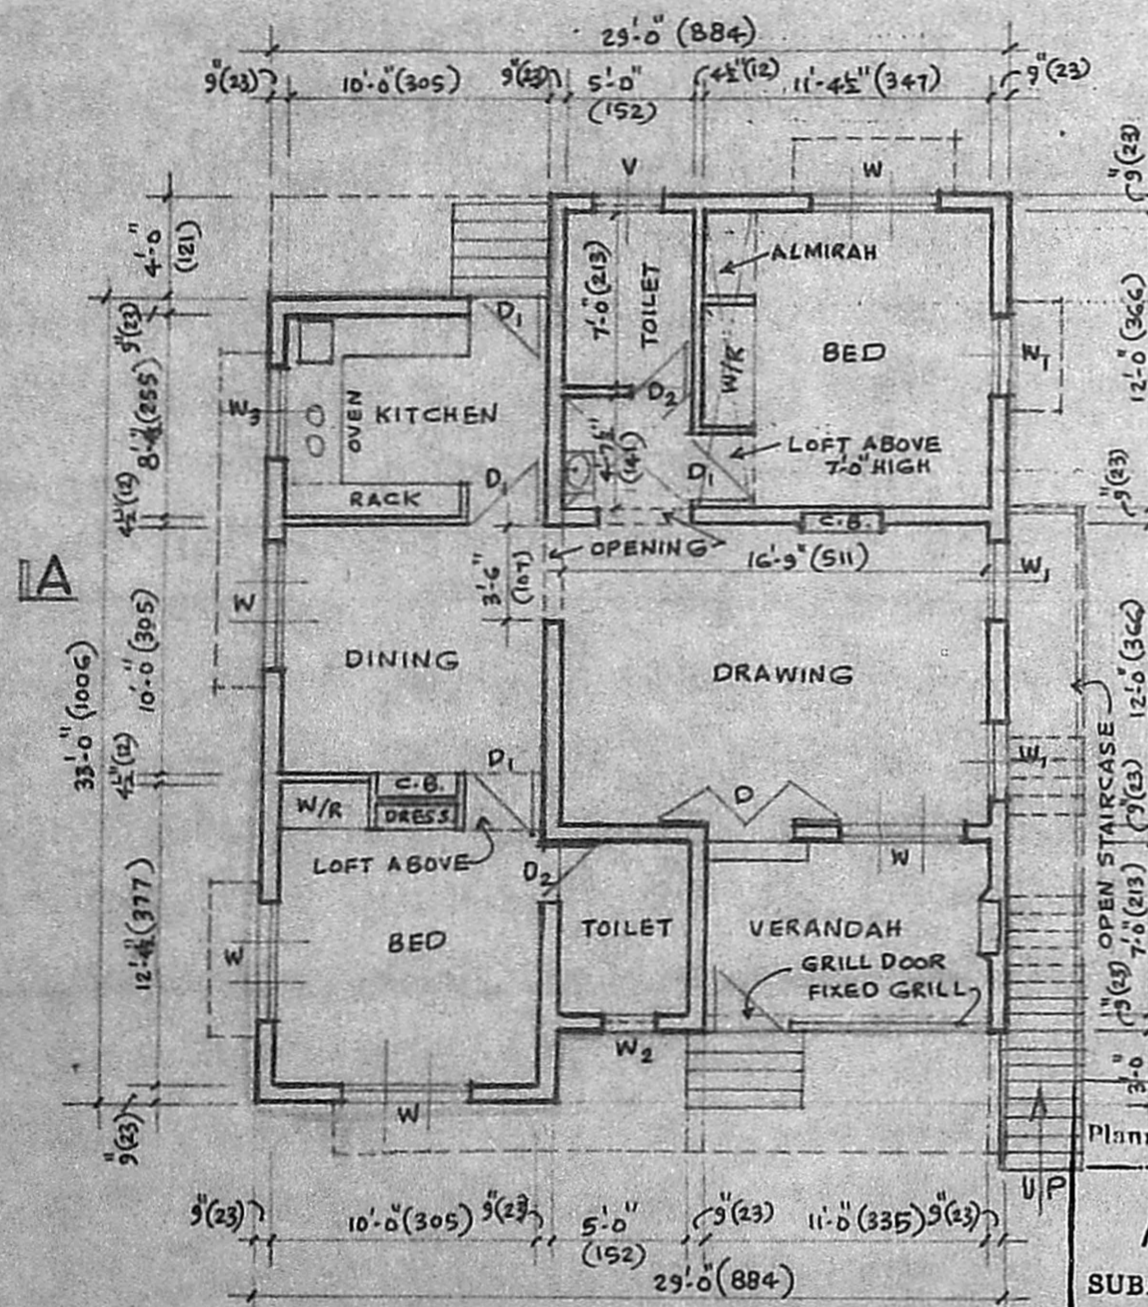 29'-0" (884)
9"(23) 10'-0"(305) 9"(23) 5'-0" 4½"(12) 11'-4½"(347) 9"(23)
(152)
V W
9"(23)
4'-0"
(121)
ALMIRAH
7'-0"(213)
TOILET
D1
9"(23)
8'-4½"(255)
W3
OVEN
KITCHEN
W/R
BED
W1
12'-0"(366)
D2
4'-7½"
(141)
LOFT ABOVE
7'-0" HIGH
D1
D1
RACK
4½"(12)
C.B.
9"(23)
OPENING
16'-9"(511)
A
3'-6"
(107)
W
W1
10'-0"(305)
33'-0" (1006)
DINING
DRAWING
12'-0"(366)
4½"(12)
D1
W1
W/R
C.B.
DRESS
D
9"(23)
LOFT ABOVE
D2
W
OPEN STAIRCASE
12'-4½"(377)
BED
TOILET
VERANDAH
7'-0"(213)
W
GRILL DOOR
FIXED GRILL
9"(23)
W2
3'-0"
W
9"(23)
Plann
UP
9"(23) 10'-0"(305) 9"(23) 5'-0" 9"(23) 11'-0"(335) 9"(23)
(152)
29'-0"(884)
SUB